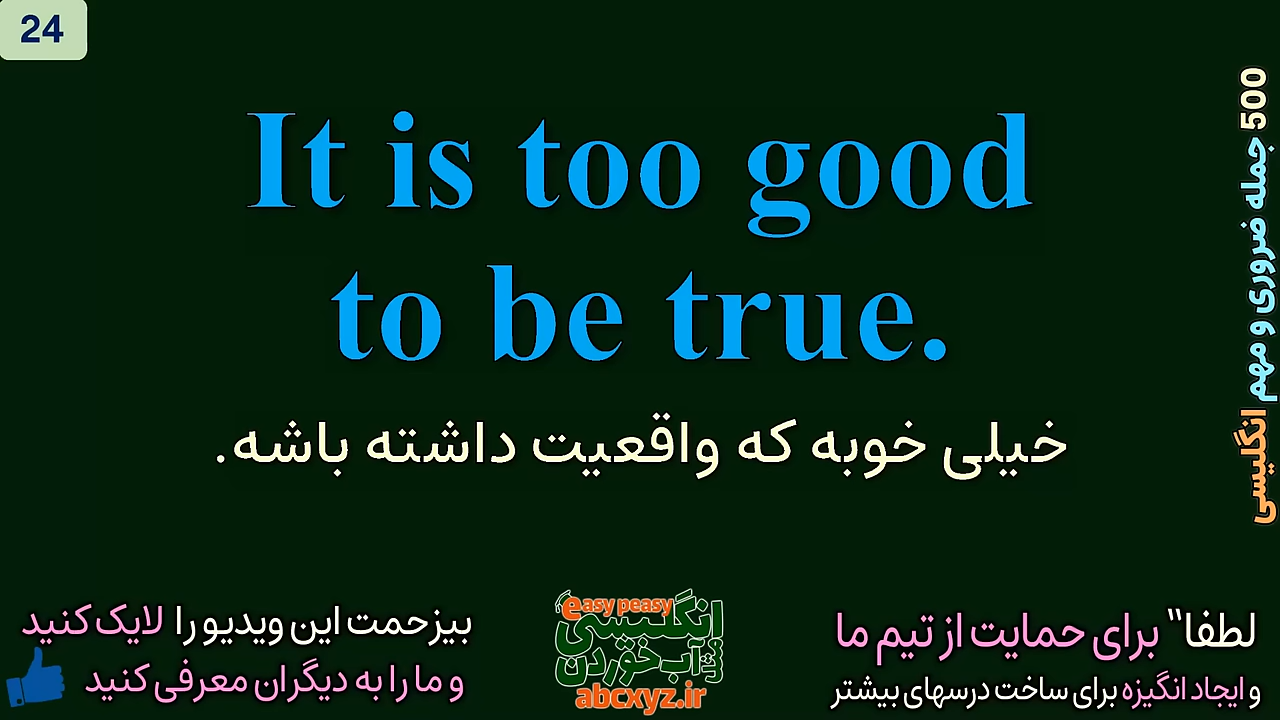 24
It is too good
to be true.
خیلی خوبه که واقعیت داشته باشه.
500 جمله ضروری و مهم انگلیسی
لطفا" برای حمایت از تیم ما
و ایجاد انگیزه برای ساخت درسهای بیشتر
easy peasy
انگلیسی
مثل آب خوردن
abcxyz.ir
بیزحمت این ویدیو را لایک کنید
و ما را به دیگران معرفی کنید